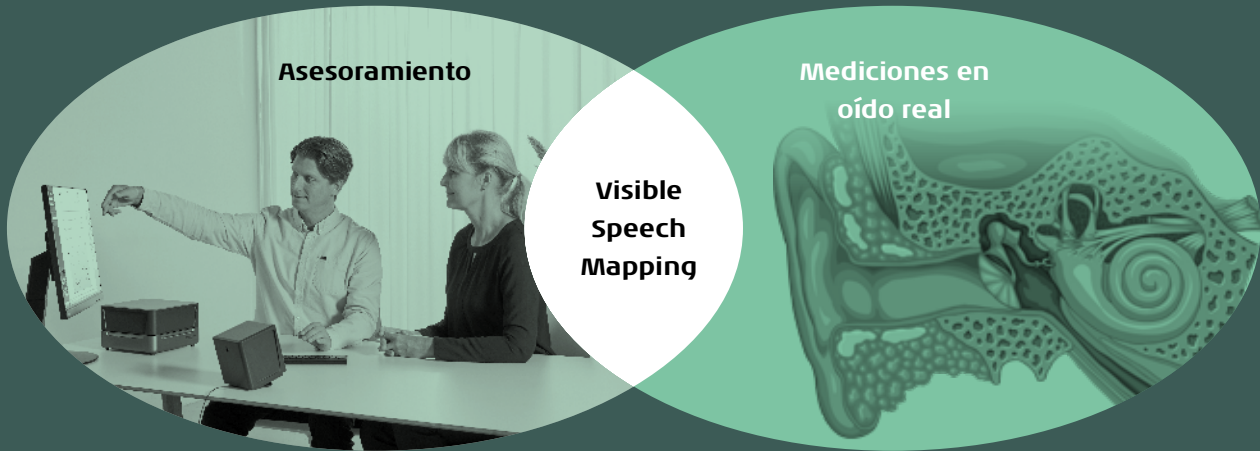 Asesoramiento
Mediciones en
oído real
Visible
Speech
Mapping